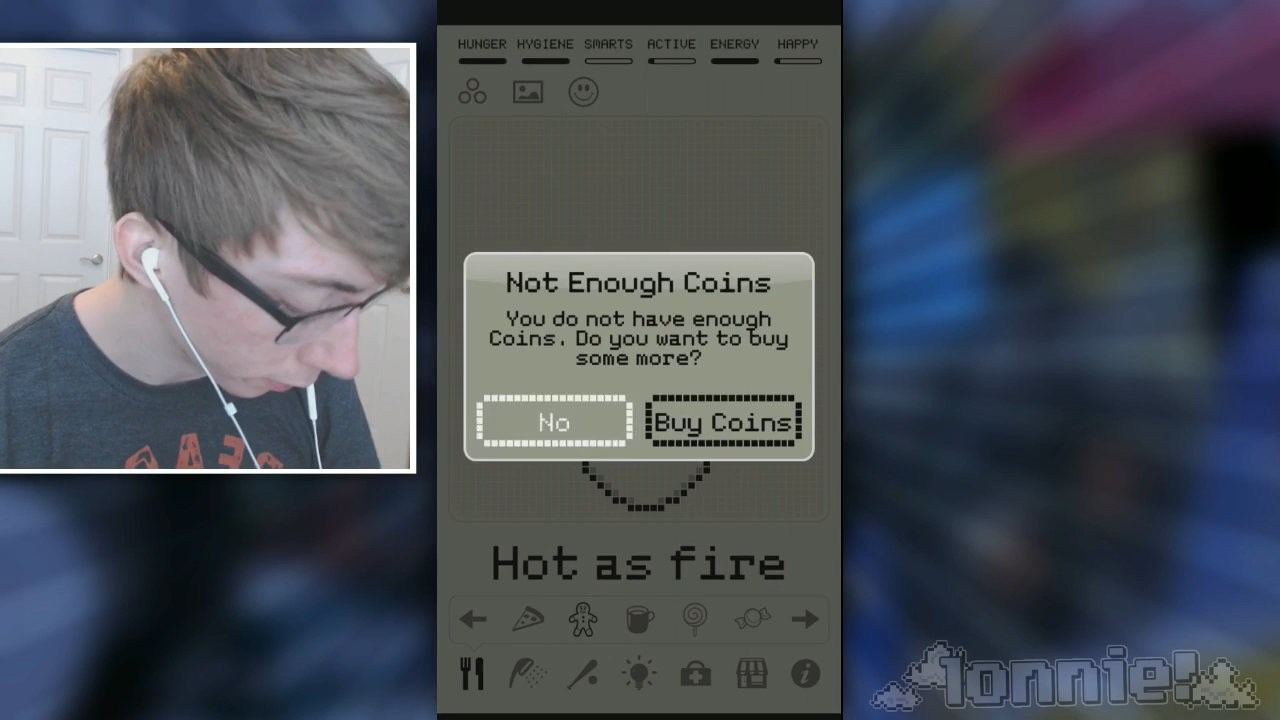 HUNGER HYGIENE SMARTS ACTIVE ENERGY HAPPY
Not Enough Coins
You do not have enough
Coins. Do you want to buy
some more?
No
Buy Coins
Hot as fire
1onnie!